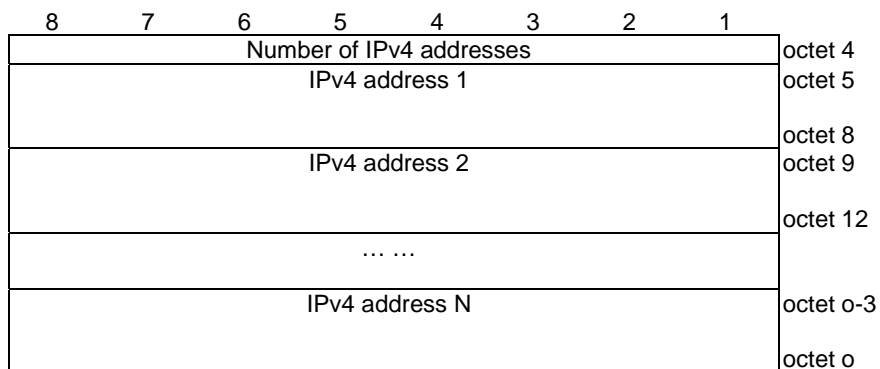 8 7 6 5 4 3 2 1
Number of IPv4 addresses octet 4
IPv4 address 1 octet 5
octet 8
IPv4 address 2 octet 9
octet 12
… …
IPv4 address N octet o-3
octet o